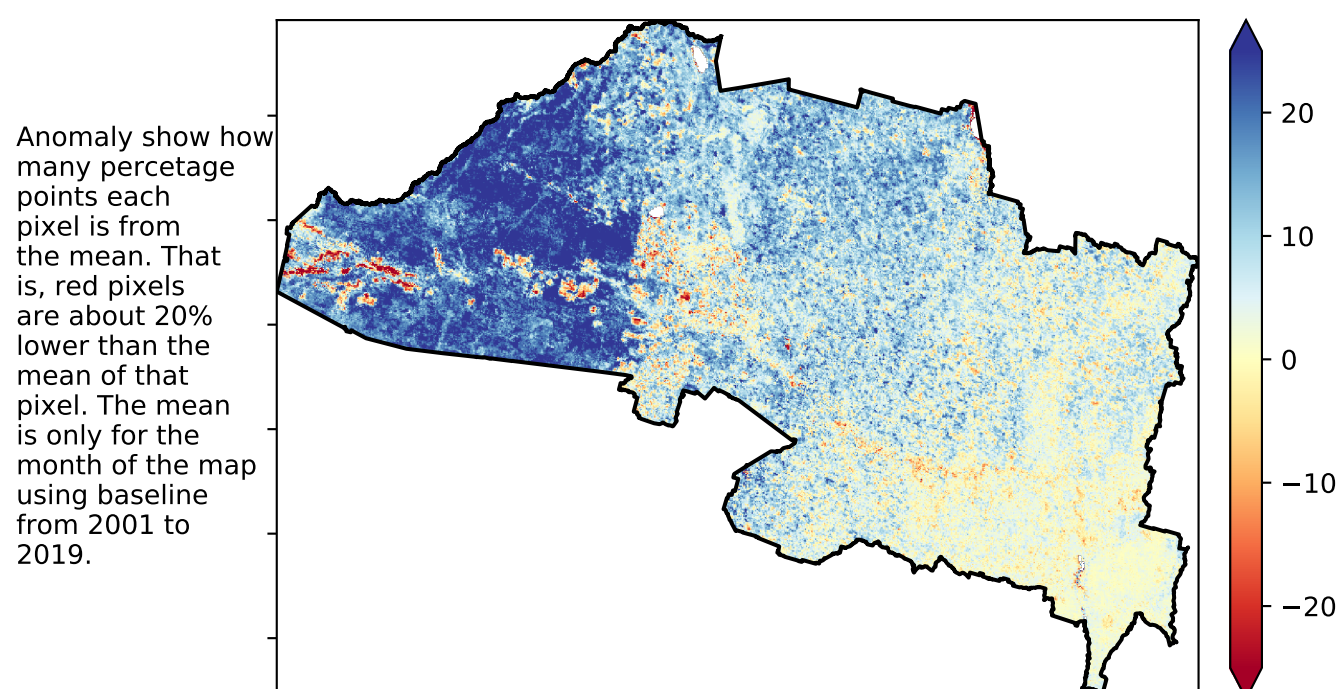 Anomaly show how
many percetage
points each
pixel is from
the mean. That
is, red pixels
are about 20%
lower than the
mean of that
pixel. The mean
is only for the
month of the map
using baseline
from 2001 to
2019.
20
10
0
−10
−20